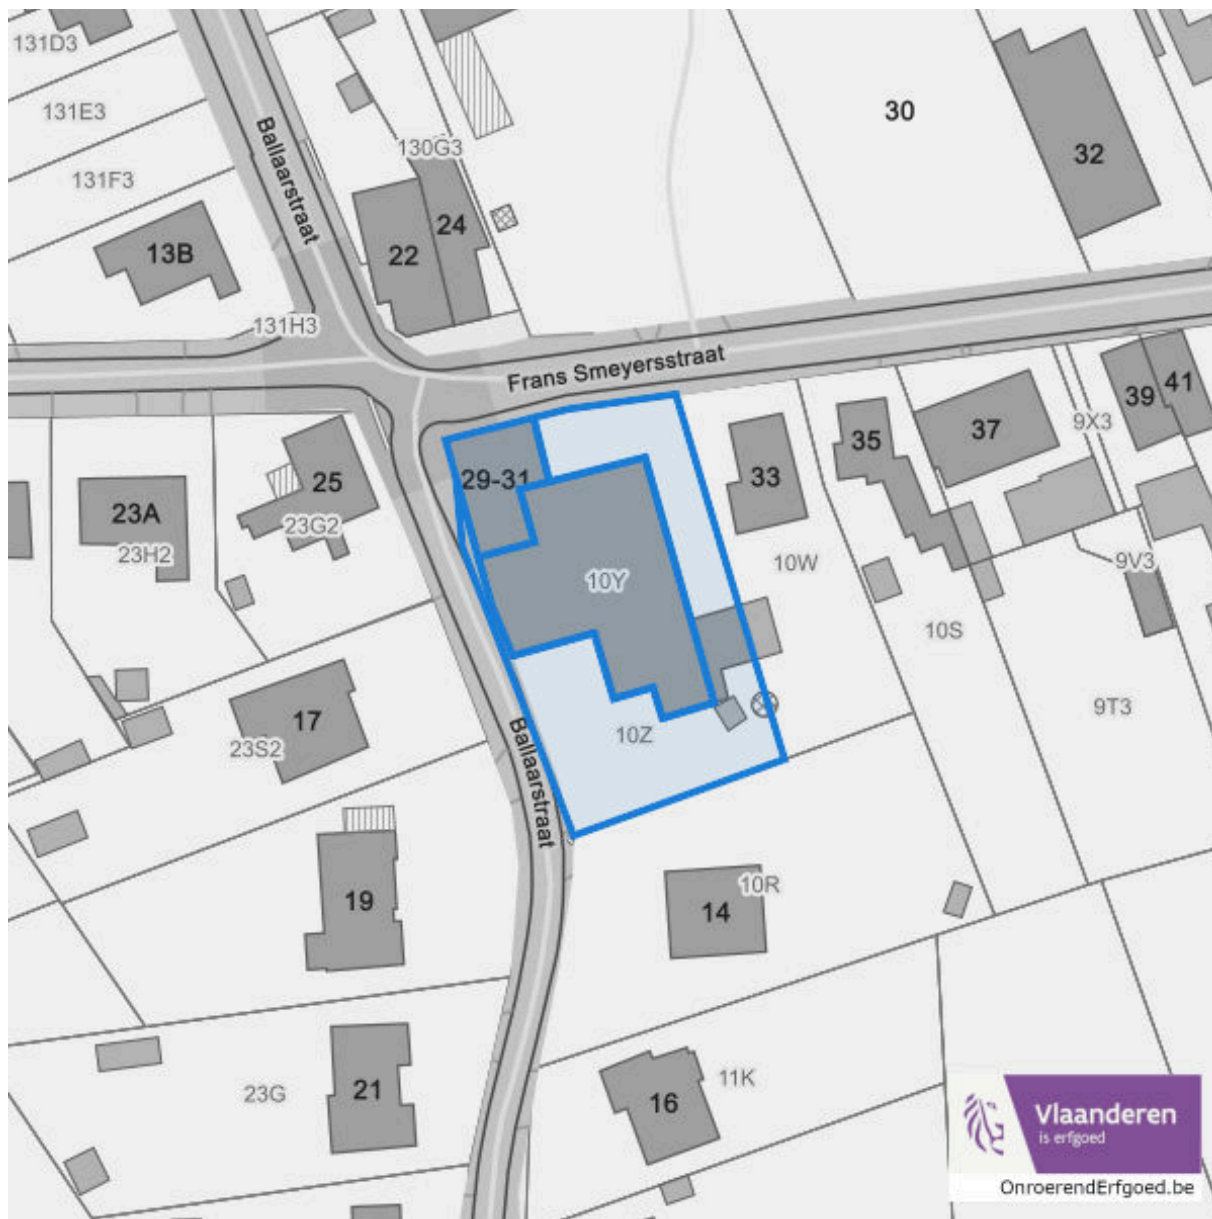 131D3
30
131E3
Ballaarstraat
130G3
32
131F3
24
13B
22
131H3
Frans Smeyersstraat
41
39
9X3
37
35
29-31
33
25
23A
23G2
23H2
10Y
10W
9V3
10S
17
23S2
10Z
9T3
Ballaarstraat
10R
19
14
11K
23G
21
16
Vlaanderen
is erfgoed
OnroerendErfgoed.be